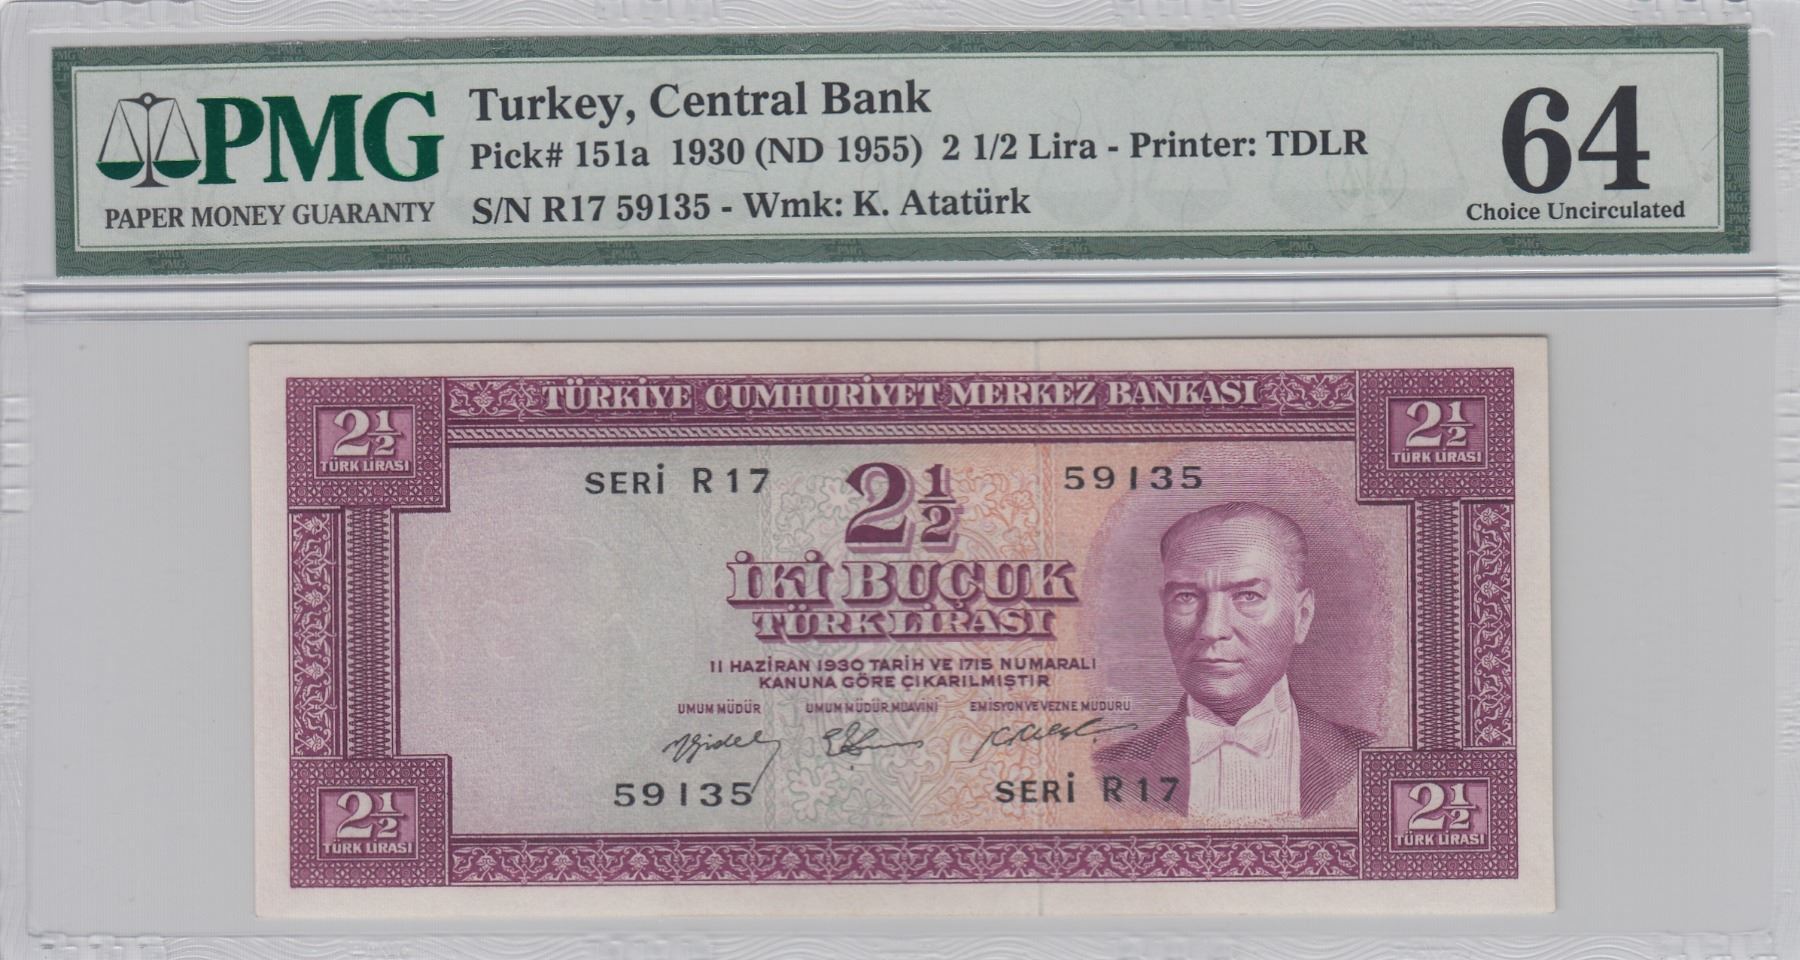 PMG
PAPER MONEY GUARANTY
Turkey, Central Bank
Pick# 151a 1930 (ND 1955) 2 1/2 Lira - Printer: TDLR
S/N R17 59135 - Wmk: K. Atatürk
64
Choice Uncirculated
TÜRKİYE CUMHURİYET MERKEZ BANKASI
2½
TÜRK LİRASI
2½
TÜRK LİRASI
SERİ R17
2½
59135
İKİ BUÇUK
TÜRK LİRASI
11 HAZİRAN 1930 TARİH VE 1715 NUMARALI
KANUNA GÖRE ÇIKARILMIŞTIR
UMUM MÜDÜR UMUM MÜDÜR MUAVİNİ EMİSYON VE VEZNE MÜDÜRÜ
59135
SERİ R17
2½
TÜRK LİRASI
2½
TÜRK LİRASI